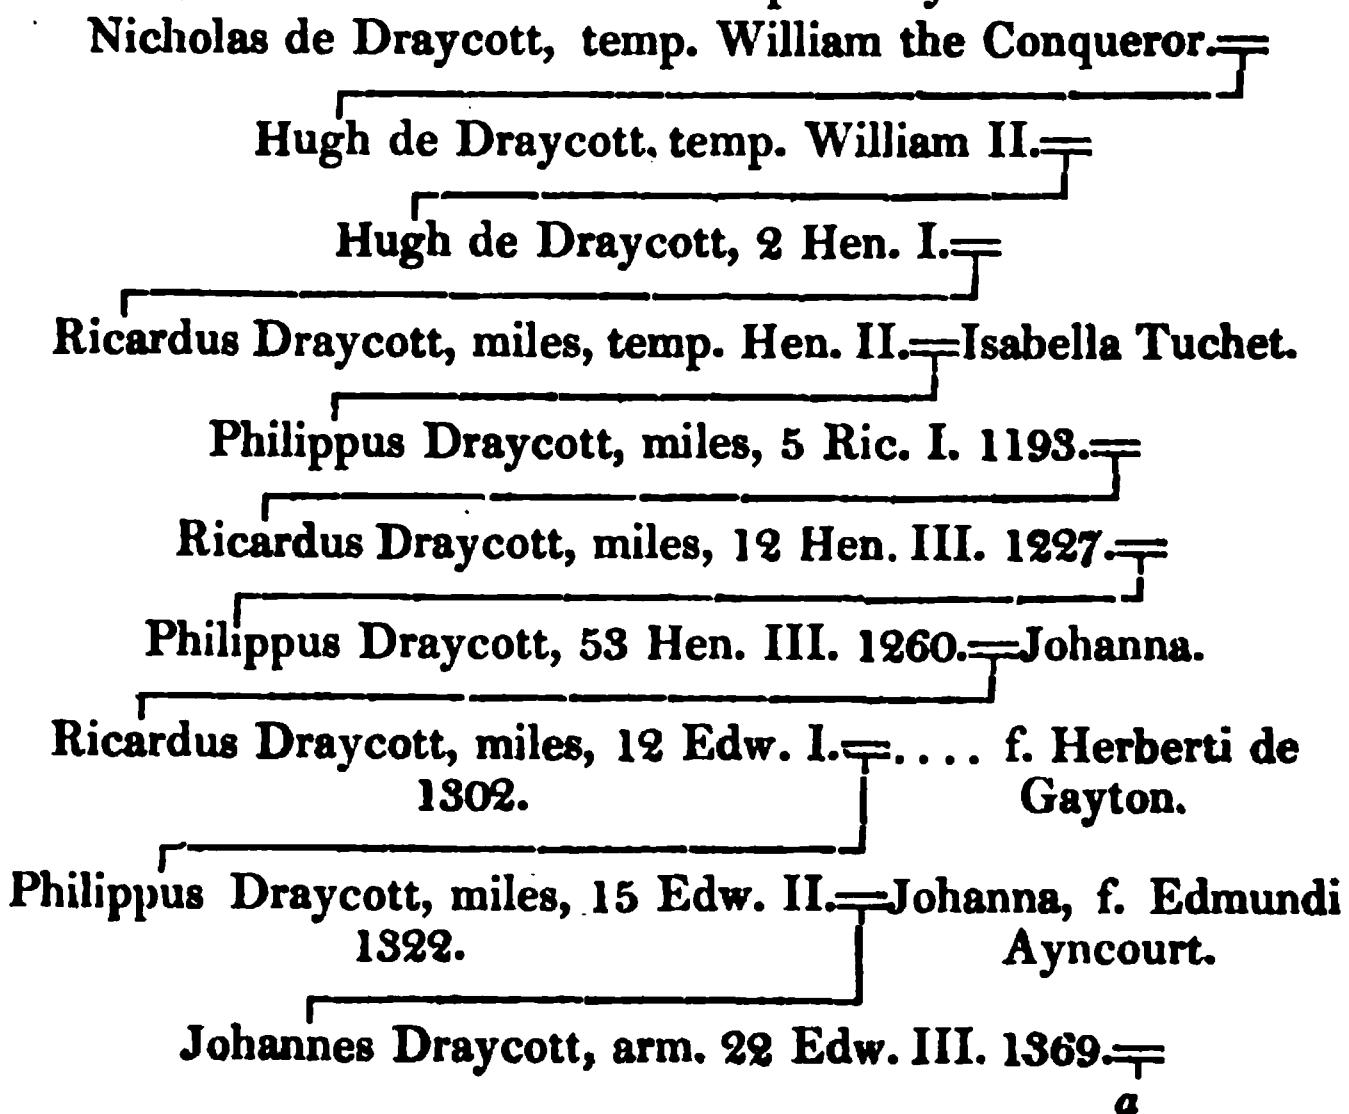 Nicholas de Draycott, temp. William the Conqueror.=
Hugh de Draycott. temp. William II.=
Hugh de Draycott, 2 Hen. I.=
Ricardus Draycott, miles, temp. Hen. II.=Isabella Tuchet.
Philippus Draycott, miles, 5 Ric. I. 1193.=
Ricardus Draycott, miles, 12 Hen. III. 1227.=
Philippus Draycott, 53 Hen. III. 1260.=Johanna.
Ricardus Draycott, miles, 12 Edw. I.=.... f. Herberti de
1302. Gayton.
Philippus Draycott, miles, 15 Edw. II.=Johanna, f. Edmundi
1322. Ayncourt.
Johannes Draycott, arm. 22 Edw. III. 1369.=
a